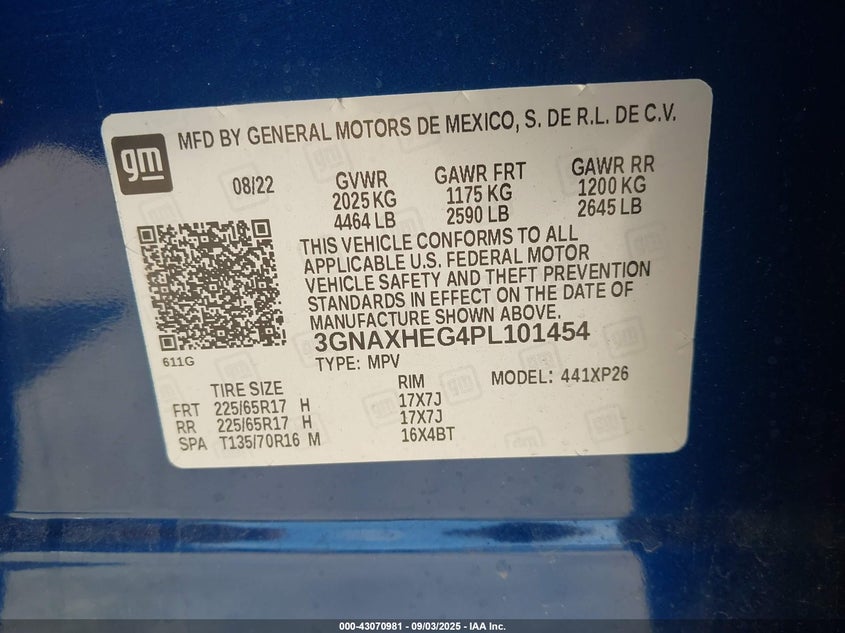 gm
MFD BY GENERAL MOTORS DE MEXICO, S. DE R.L. DE C.V.
08/22 GVWR GAWR FRT GAWR RR
2025 KG 1175 KG 1200 KG
4464 LB 2590 LB 2645 LB
THIS VEHICLE CONFORMS TO ALL
APPLICABLE U.S. FEDERAL MOTOR
VEHICLE SAFETY AND THEFT PREVENTION
STANDARDS IN EFFECT ON THE DATE OF
MANUFACTURE SHOWN ABOVE.
3GNAXHEG4PL101454
611G
TYPE: MPV
TIRE SIZE RIM MODEL: 441XP26
FRT 225/65R17 H 17X7J
RR 225/65R17 H 17X7J
SPA T135/70R16 M 16X4BT
000-43070981 - 09/03/2025 - IAA Inc.